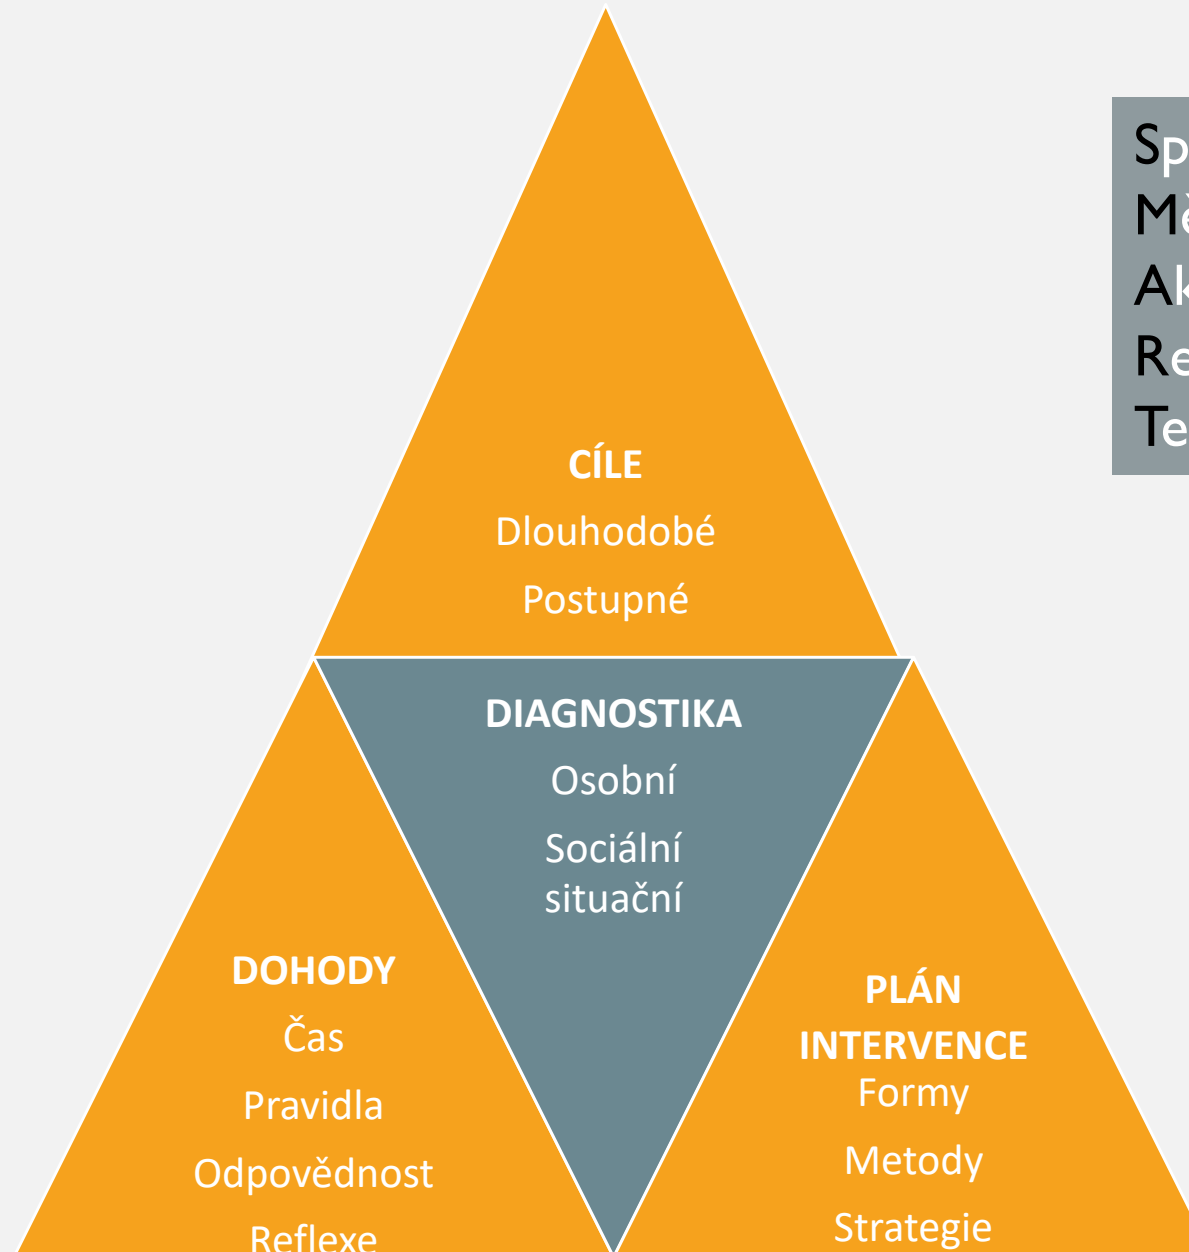 CÍLE
Dlouhodobé
Postupné
DIAGNOSTIKA
Osobní
Sociální
situační
DOHODY
Čas
Pravidla
Odpovědnost
Reflexe
PLÁN
INTERVENCE
Formy
Metody
Strategie